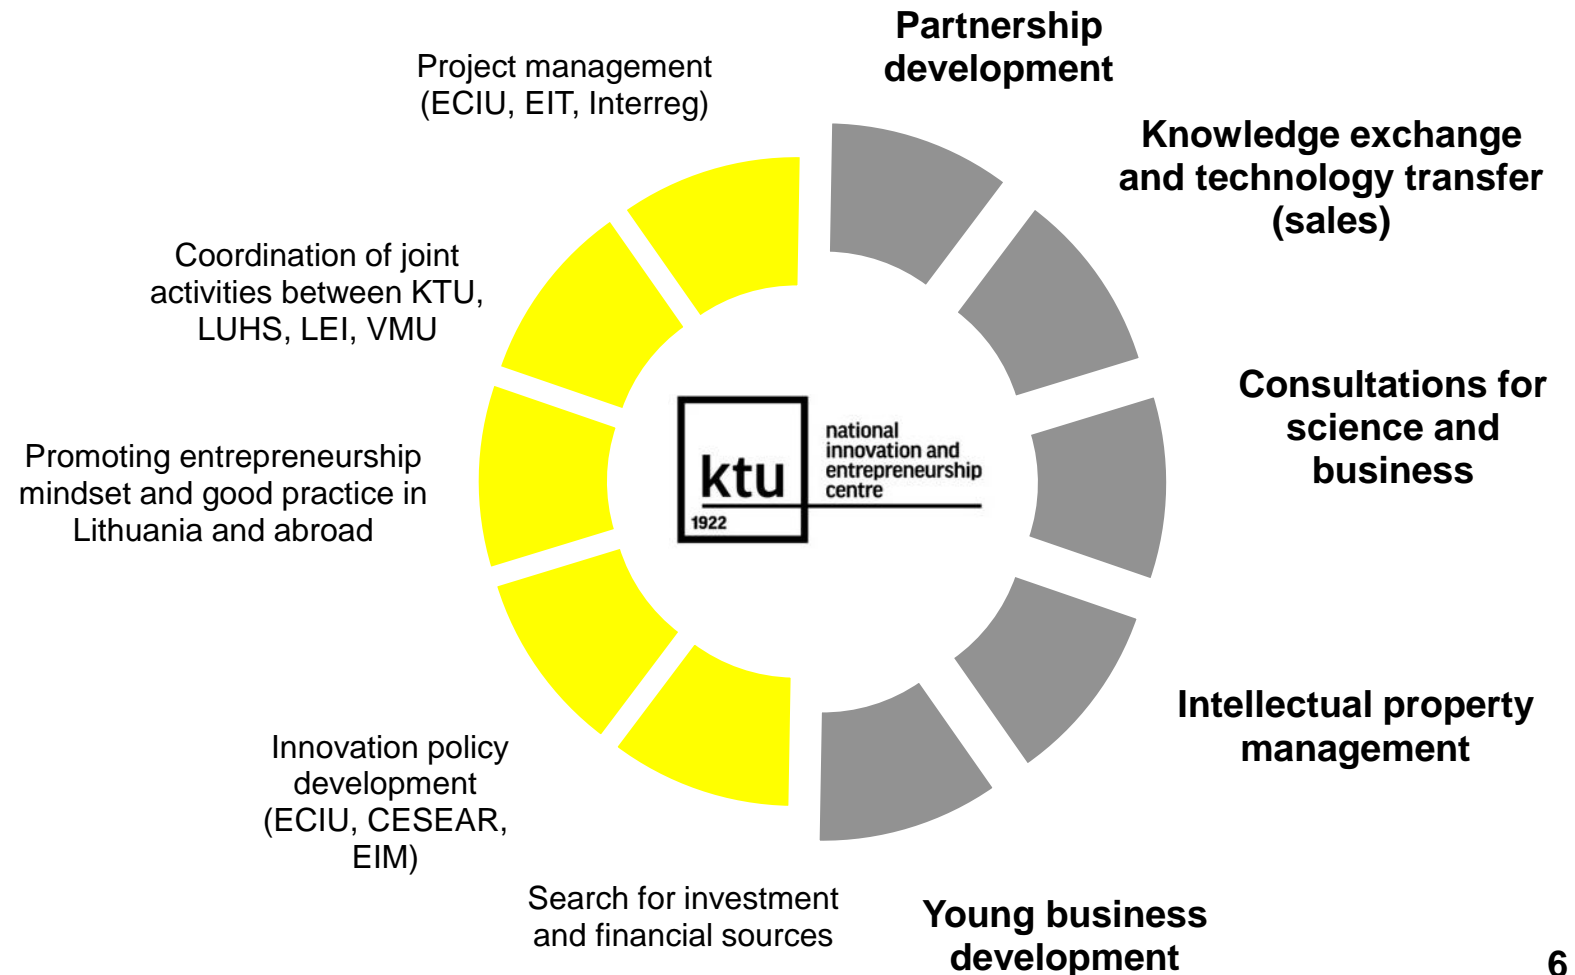 Partnership
development
Project management
(ECIU, EIT, Interreg)
Knowledge exchange
and technology transfer
(sales)
Coordination of joint
activities between KTU,
LUHS, LEI, VMU
Consultations for
science and
business
ktu
1922
national
innovation and
entrepreneurship
centre
Promoting entrepreneurship
mindset and good practice in
Lithuania and abroad
Intellectual property
management
Innovation policy
development
(ECIU, CESEAR,
EIM)
Search for investment
and financial sources
Young business
development
6